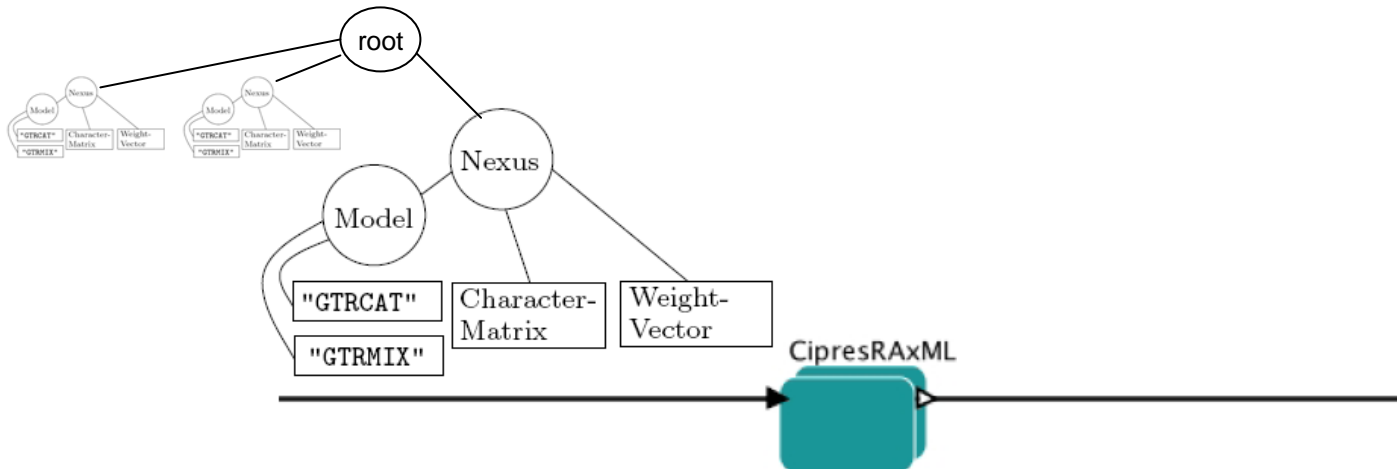 root
Nexus
Model
"GTRCAT"
"GTRMIX"
Character-
Matrix
Weight-
Vector
Nexus
Model
"GTRCAT"
"GTRMIX"
Character-
Matrix
Weight-
Vector
Nexus
Model
"GTRCAT"
"GTRMIX"
Character-
Matrix
Weight-
Vector
CipresRAxML